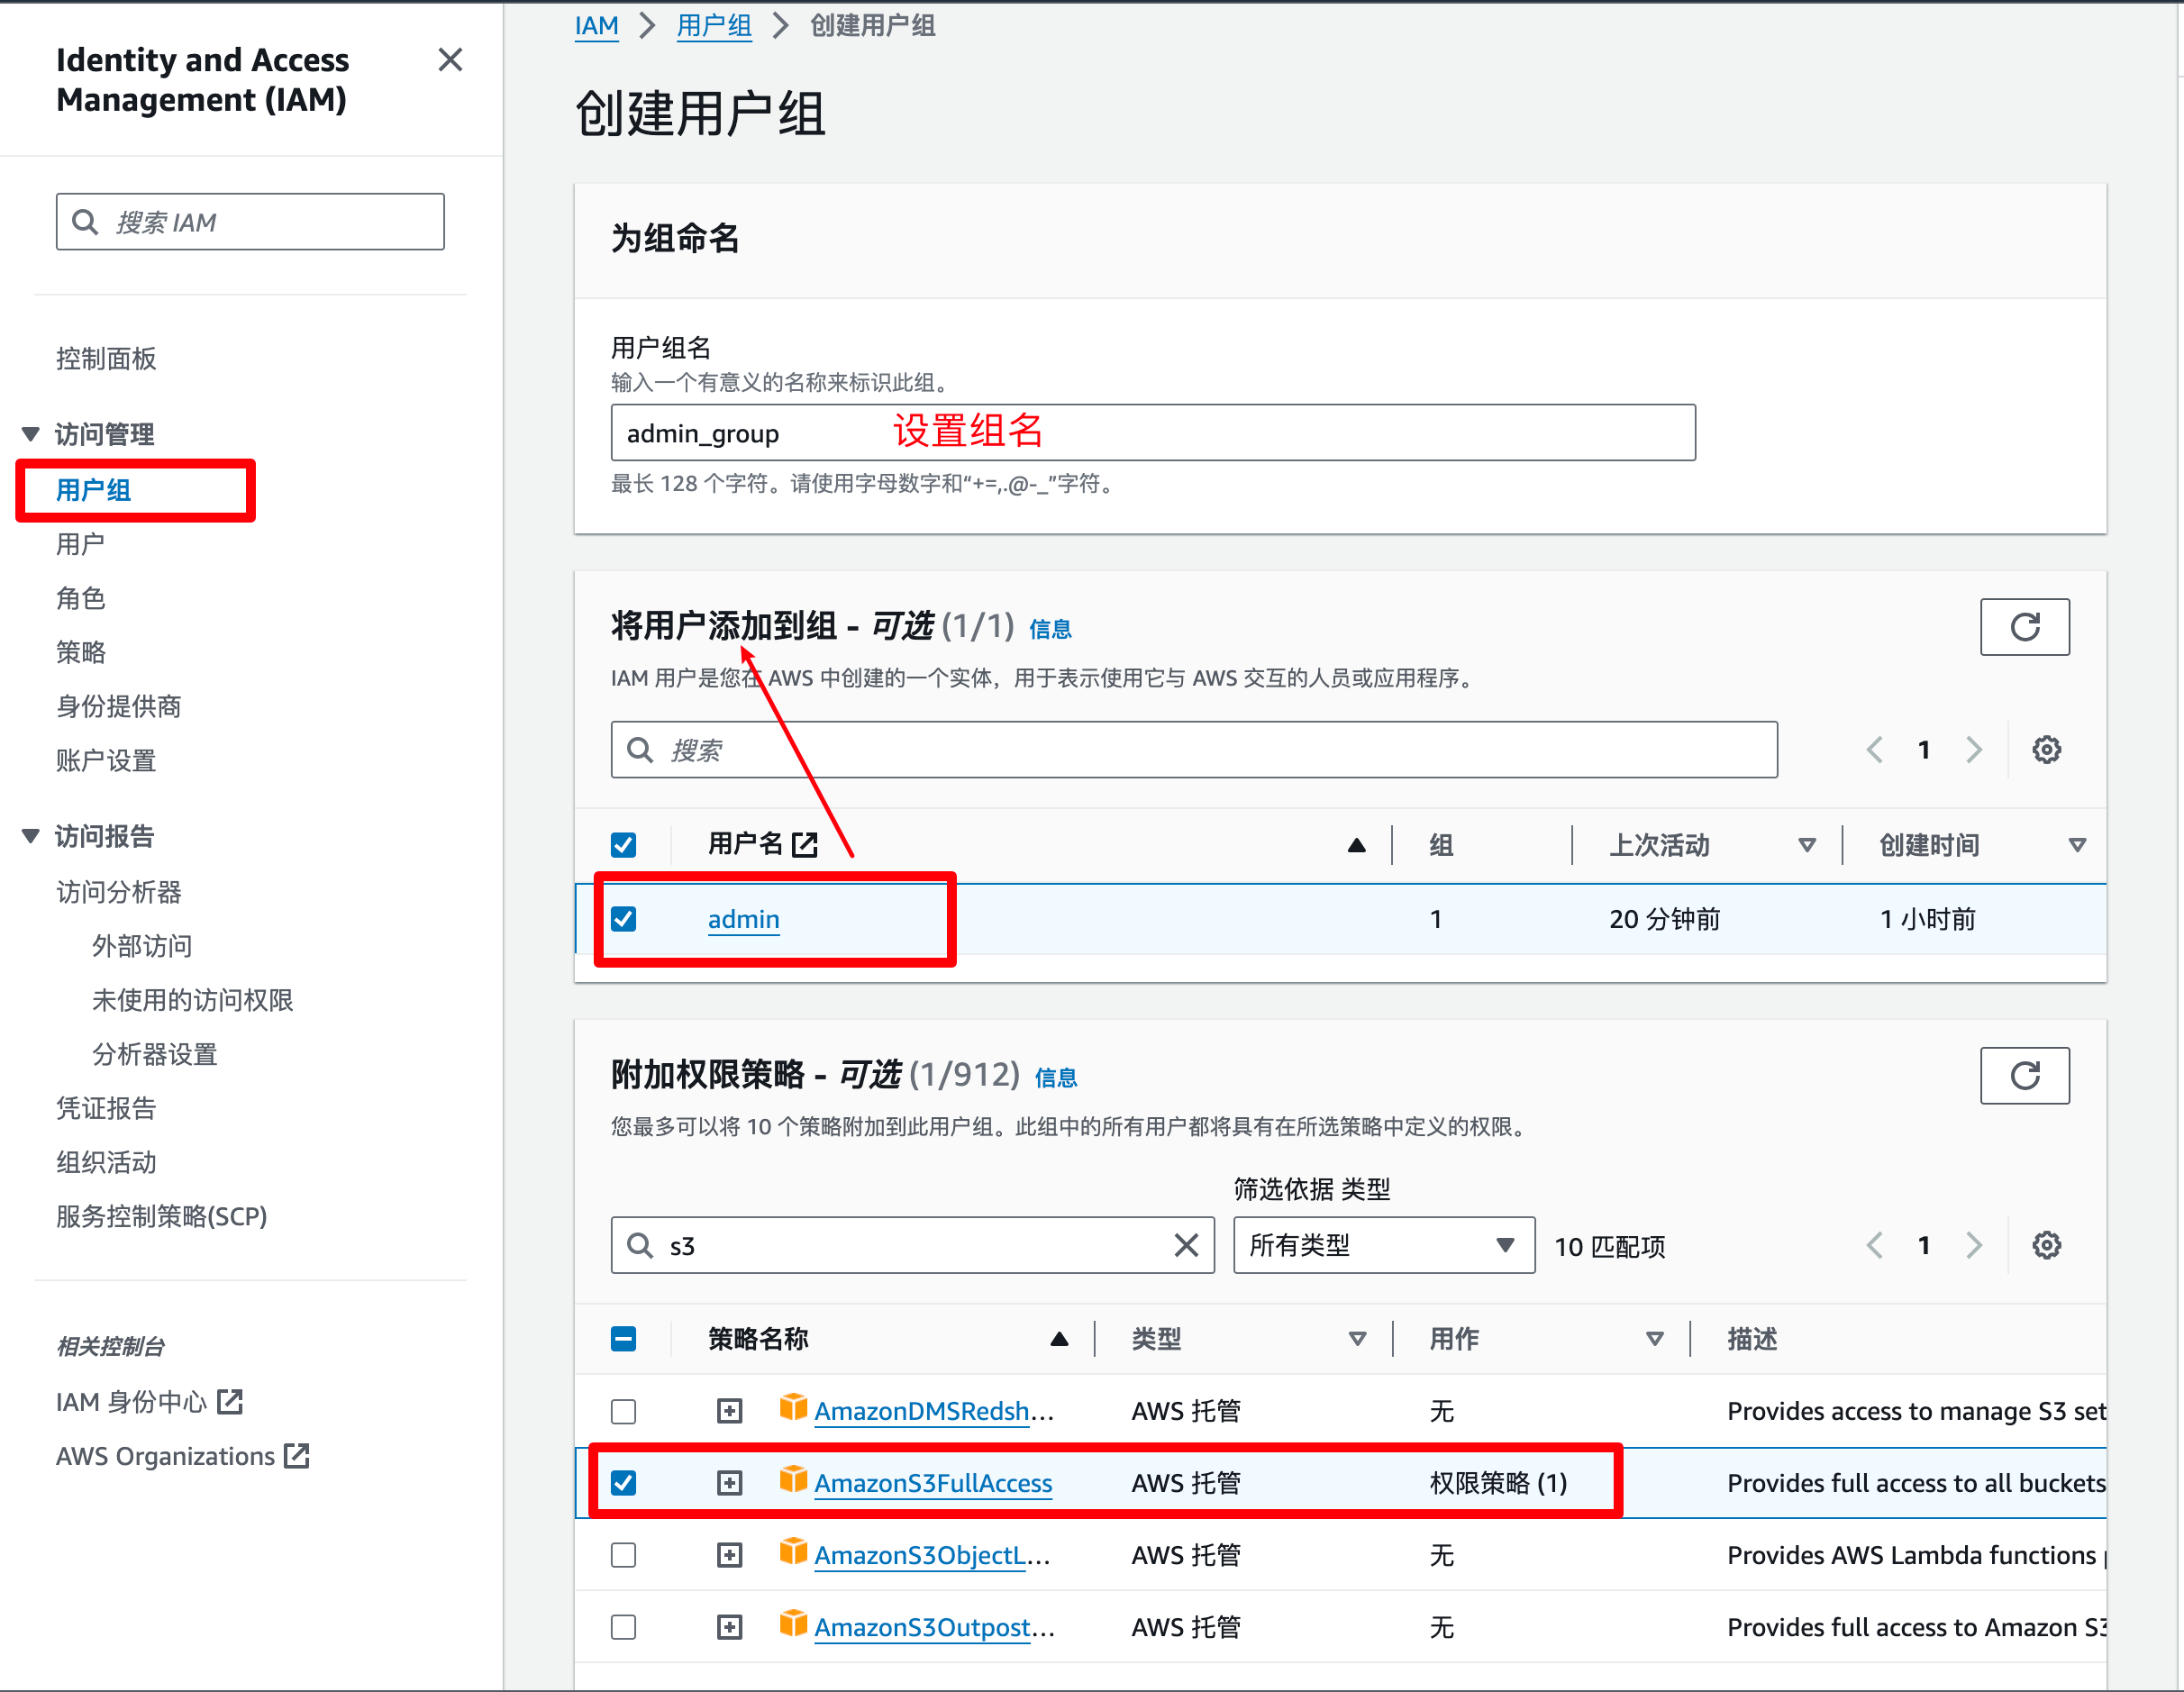 Identity and Access
Management (IAM)
搜索 IAM
控制面板
访问管理
用户组
用户
角色
策略
身份提供商
账户设置
访问报告
访问分析器
外部访问
未使用的访问权限
分析器设置
凭证报告
组织活动
服务控制策略(SCP)
相关控制台
IAM 身份中心
AWS Organizations
IAM 用户组 创建用户组
创建用户组
为组命名
用户组名
输入一个有意义的名称来标识此组。
admin_group 设置组名
最长 128 个字符。请使用字母数字和“+=,.@-_”字符。
将用户添加到组 - 可选 (1/1) 信息
IAM 用户是您在 AWS 中创建的一个实体，用于表示使用它与 AWS 交互的人员或应用程序。
搜索 1
用户名 组 上次活动 创建时间
admin 1 20 分钟前 1 小时前
附加权限策略 - 可选 (1/912) 信息
您最多可以将 10 个策略附加到此用户组。此组中的所有用户都将具有在所选策略中定义的权限。
筛选依据 类型
s3 所有类型 10 匹配项 1
策略名称 类型 用作 描述
AmazonDMSRedsh... AWS 托管 无 Provides access to manage S3 set
AmazonS3FullAccess AWS 托管 权限策略 (1) Provides full access to all buckets
AmazonS3ObjectL... AWS 托管 无 Provides AWS Lambda functions
AmazonS3Outpost... AWS 托管 无 Provides full access to Amazon S3